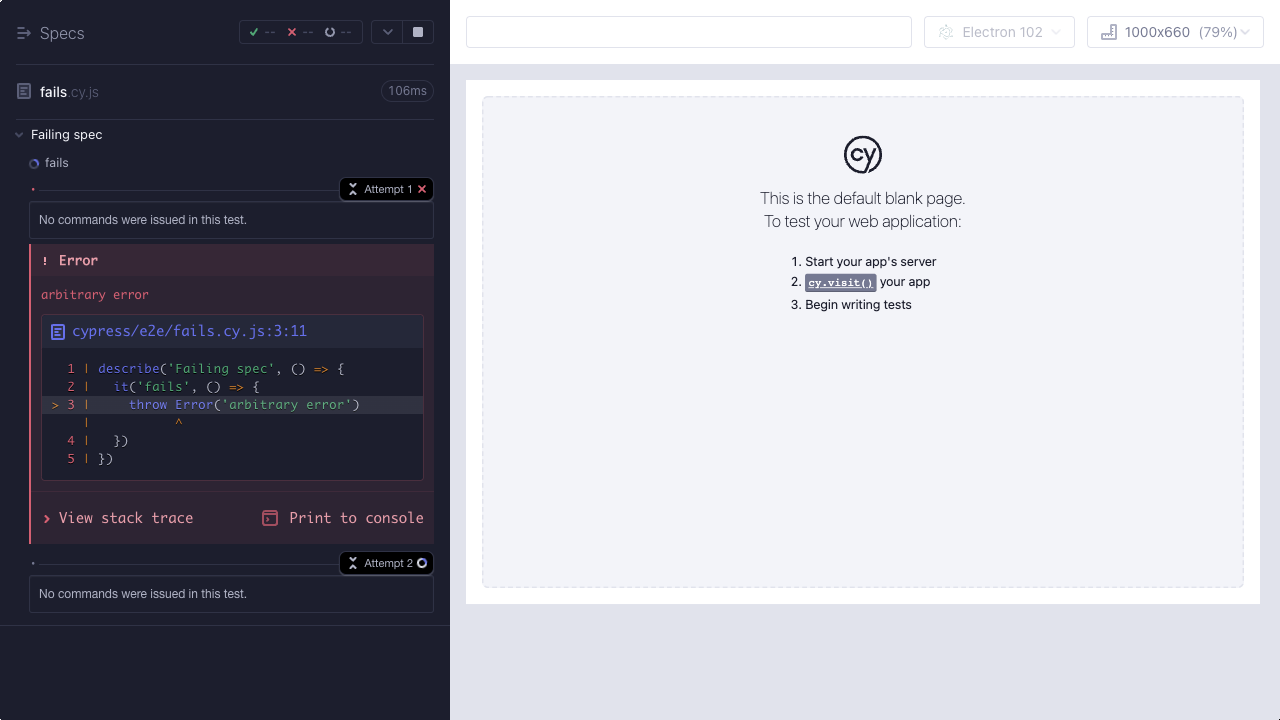 Specs
-- -- --
fails.cy.js 106ms
Failing spec
fails
Attempt 1
No commands were issued in this test.
! Error
arbitrary error
cypress/e2e/fails.cy.js:3:11
1 | describe('Failing spec', () => {
2 |   it('fails', () => {
> 3 |     throw Error('arbitrary error')
|           ^
4 |   })
5 | })
> View stack trace
Print to console
Attempt 2
No commands were issued in this test.
Electron 102
1000x660 (79%)
cy
This is the default blank page.
To test your web application:
1. Start your app's server
2. cy.visit() your app
3. Begin writing tests